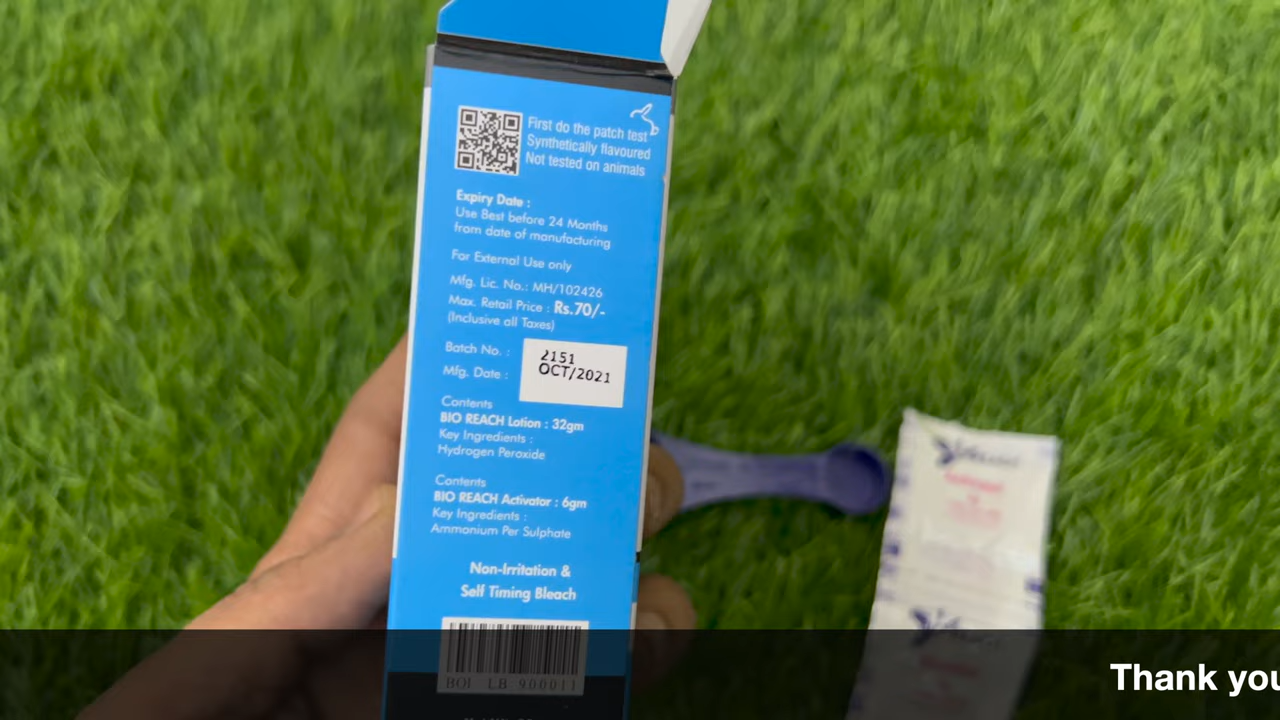 First do the patch test
Synthetically flavoured
Not tested on animals
Expiry Date :
Use Best before 24 Months
from date of manufacturing
For External Use only
Mfg. Lic. No.: MH/102426
Max. Retail Price : Rs.70/-
(Inclusive all Taxes)
Batch No. : 2151
Mfg. Date : OCT/2021
Contents
BIO REACH Lotion : 32gm
Key Ingredients :
Hydrogen Peroxide
Contents
BIO REACH Activator : 6gm
Key Ingredients :
Ammonium Per Sulphate
Non-Irritation &
Self Timing Bleach
BOI LB 900011
Thank you